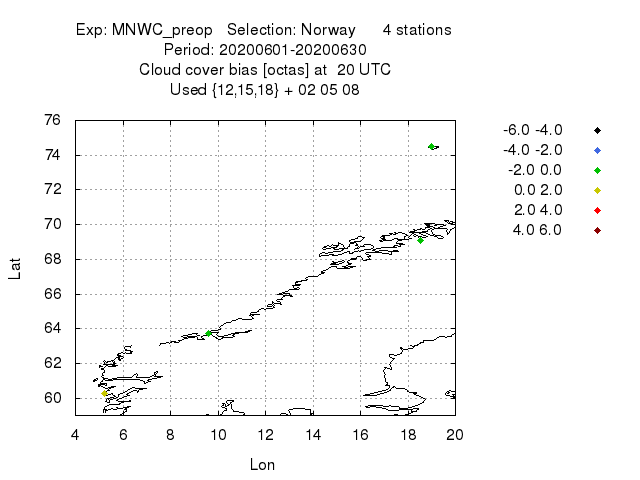 Exp: MNWC_preop   Selection: Norway      4 stations
Period: 20200601-20200630
Cloud cover bias [octas] at  20 UTC
Used {12,15,18} + 02 05 08
-6.0 -4.0
-4.0 -2.0
-2.0 0.0
0.0 2.0
2.0 4.0
4.0 6.0
76
74
72
70
68
66
64
62
60
Lat
4 6 8 10 12 14 16 18 20
Lon